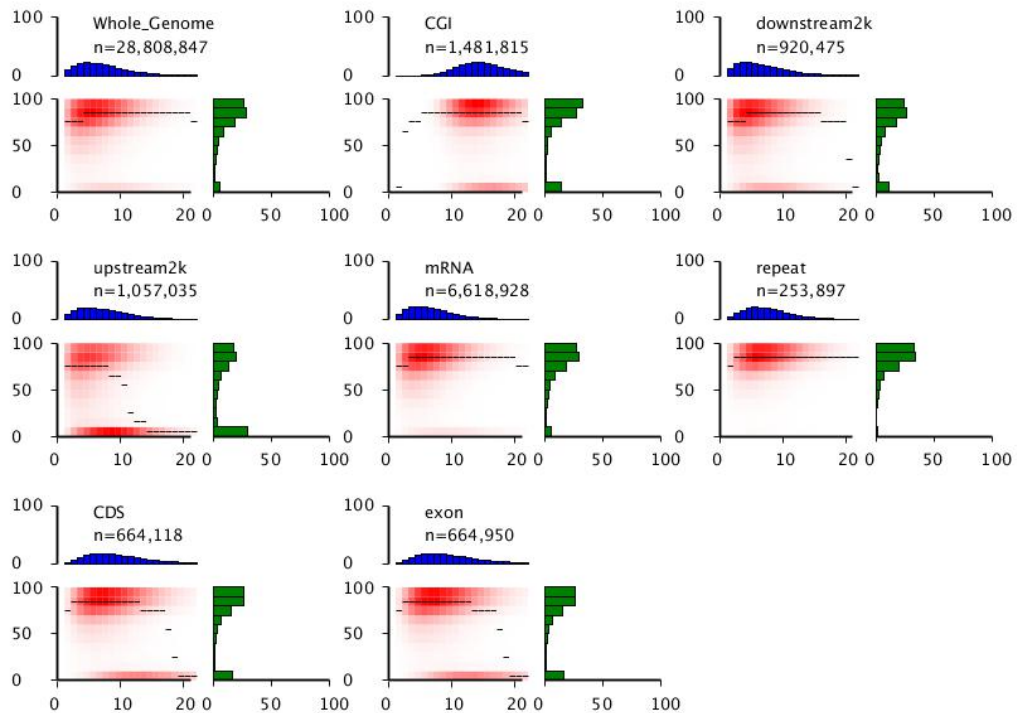 100 Whole_Genome 100 CGI 100 downstream2k
n=28,808,847 n=1,481,815 n=920,475
0 0 0
100 100 100
50 50 50
0 0 0
0 10 20 0 50 100 0 10 20 0 50 100 0 10 20 0 50 100
100 upstream2k 100 mRNA 100 repeat
n=1,057,035 n=6,618,928 n=253,897
0 0 0
100 100 100
50 50 50
0 0 0
0 10 20 0 50 100 0 10 20 0 50 100 0 10 20 0 50 100
100 CDS 100 exon
n=664,118 n=664,950
0 0
100 100
50 50
0 0
0 10 20 0 50 100 0 10 20 0 50 100